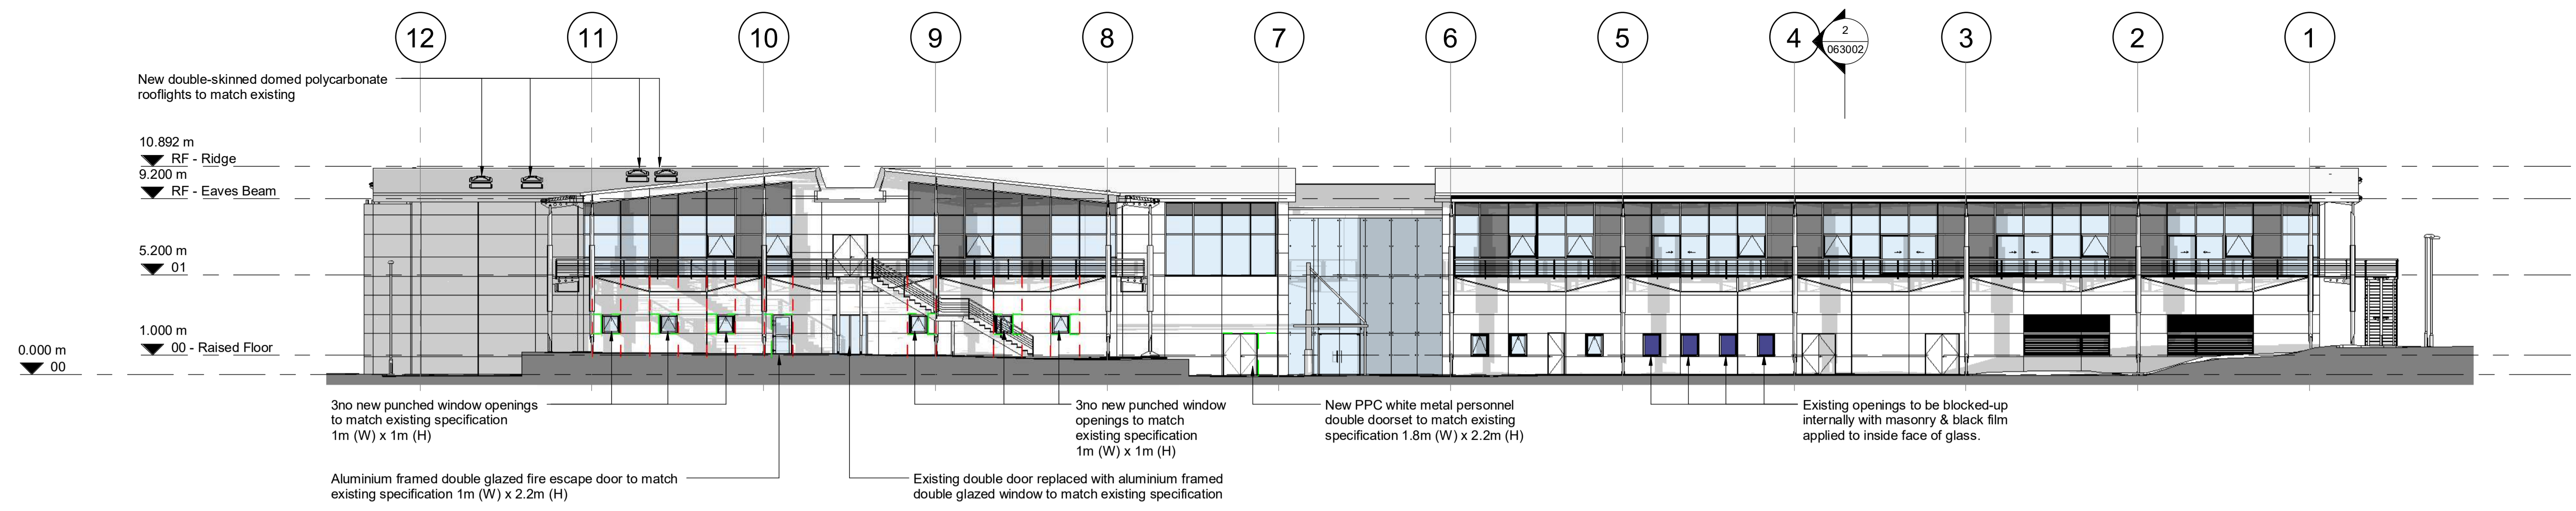 12
11
10
9
8
7
6
5
4
2
063002
3
2
1
New double-skinned domed polycarbonate
rooflights to match existing
10.892 m
RF - Ridge
9.200 m
RF - Eaves Beam
5.200 m
01
1.000 m
00 - Raised Floor
0.000 m
00
3no new punched window openings
to match existing specification
1m (W) x 1m (H)
3no new punched window
openings to match
existing specification
1m (W) x 1m (H)
New PPC white metal personnel
double doorset to match existing
specification 1.8m (W) x 2.2m (H)
Existing openings to be blocked-up
internally with masonry & black film
applied to inside face of glass.
Aluminium framed double glazed fire escape door to match
existing specification 1m (W) x 2.2m (H)
Existing double door replaced with aluminium framed
double glazed window to match existing specification